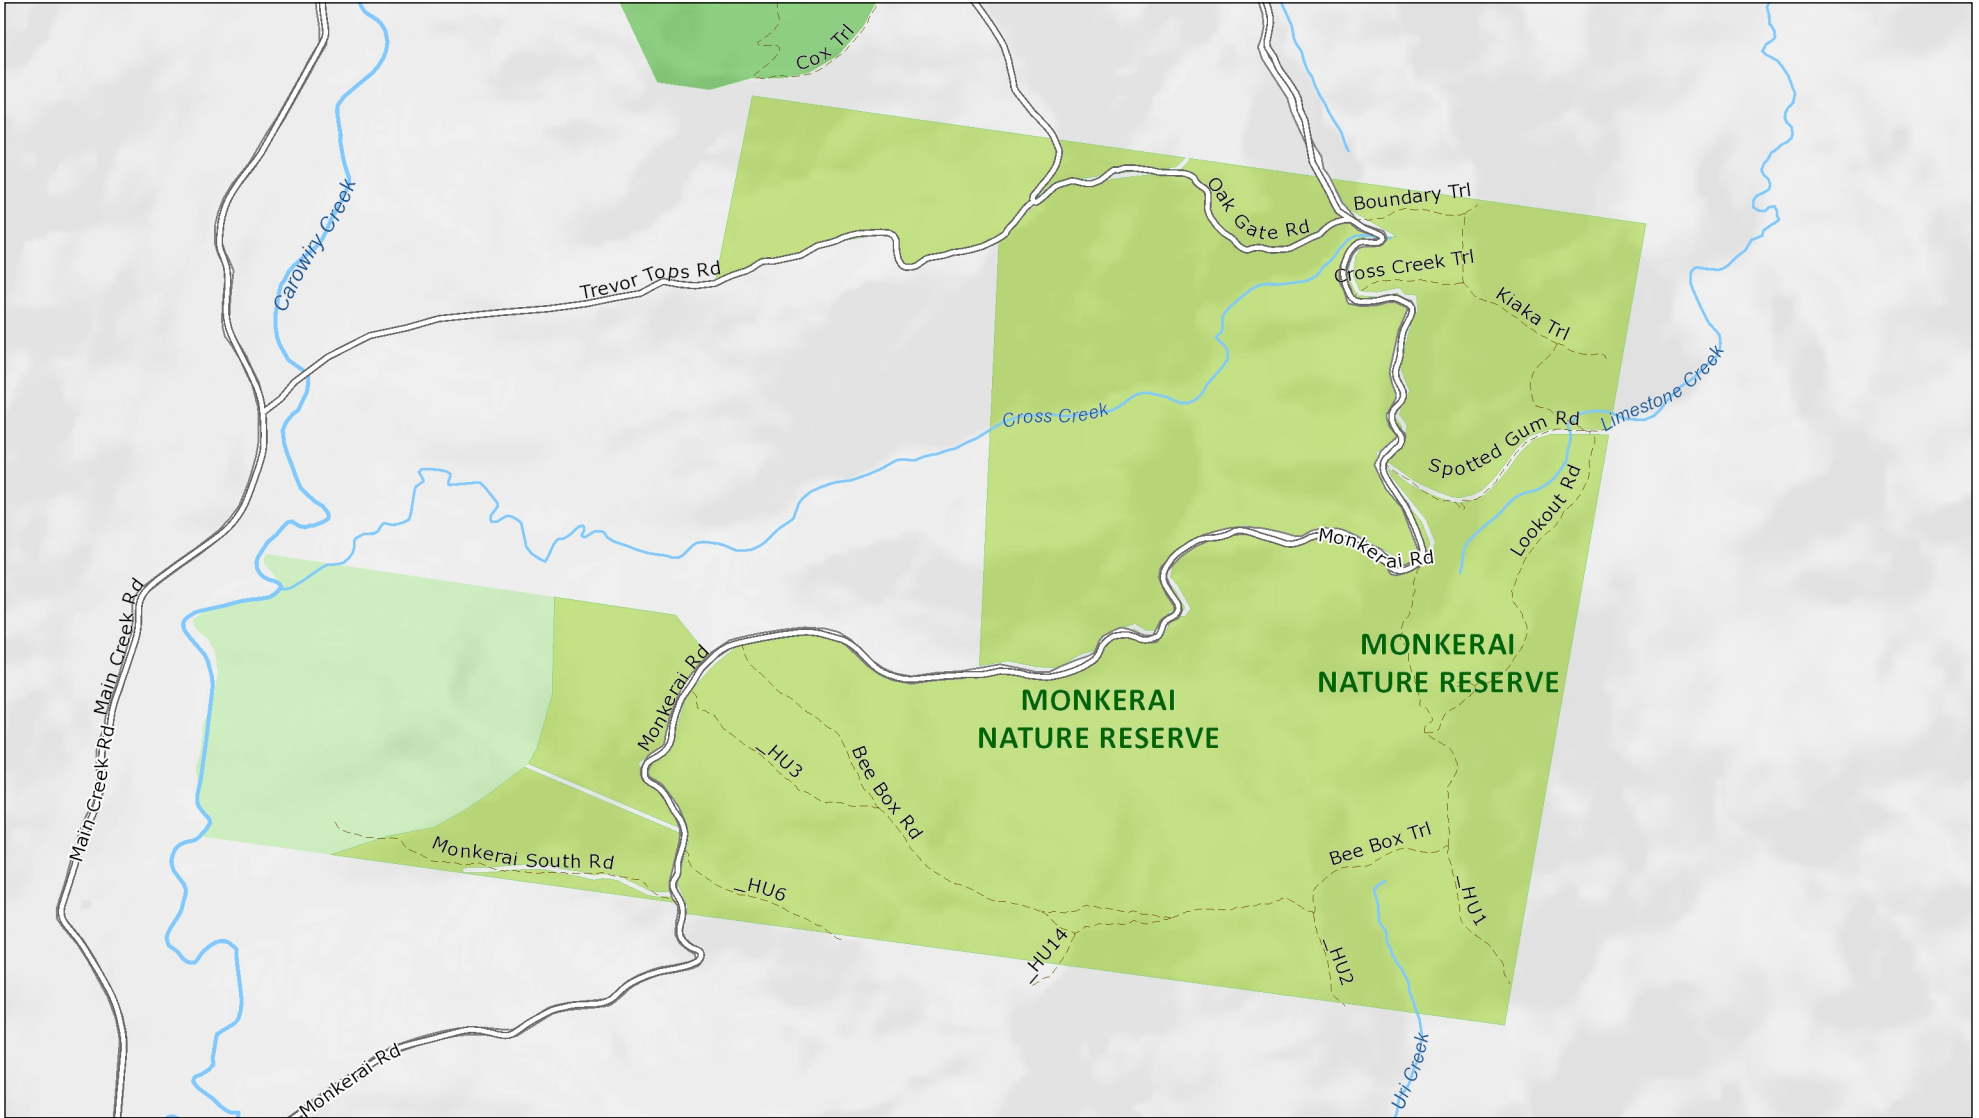 Cox Trl
Carowiry Creek
Boundary Trl
Oak Gate Rd
Trevor Tops Rd
Cross Creek Trl
Kiaka Trl
Cross Creek
Limestone Creek
Spotted Gum Rd
Lookout Rd
Monkerai Rd
Main Creek Rd
Main Creek Rd
Monkerai Rd
MONKERAI
NATURE RESERVE
MONKERAI
NATURE RESERVE
_HU3
Bee Box Rd
Monkerai South Rd
_HU6
Bee Box Trl
_HU1
_HU14
_HU2
Monkerai Rd
Uri Creek